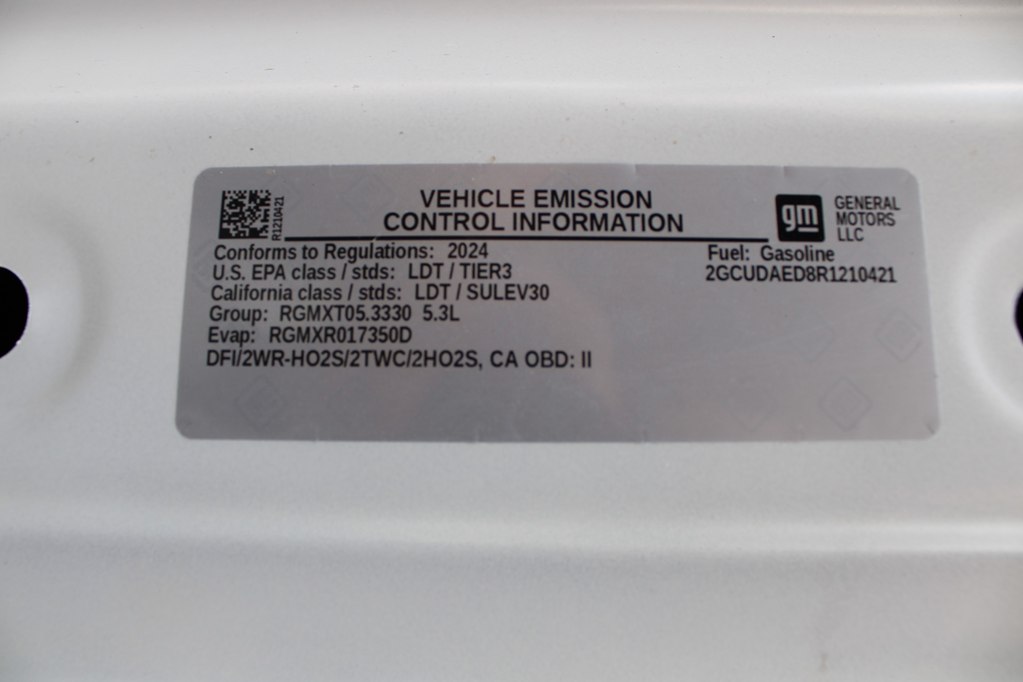 R1210421
VEHICLE EMISSION
CONTROL INFORMATION
gm
GENERAL
MOTORS
LLC
Conforms to Regulations: 2024
Fuel: Gasoline
U.S. EPA class / stds: LDT / TIER3
2GCUDAED8R1210421
California class / stds: LDT / SULEV30
Group: RGMXT05.3330 5.3L
Evap: RGMXR017350D
DFI/2WR-HO2S/2TWC/2HO2S, CA OBD: II